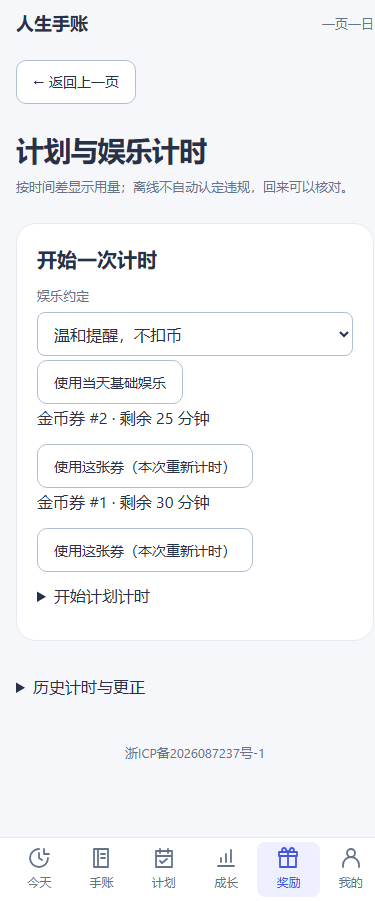 人生手账
一页一日
← 返回上一页
计划与娱乐计时
按时间差显示用量；离线不自动认定违规，回来可以核对。
开始一次计时
娱乐约定
温和提醒，不扣币
使用当天基础娱乐
金币券 #2 · 剩余 25 分钟
使用这张券（本次重新计时）
金币券 #1 · 剩余 30 分钟
使用这张券（本次重新计时）
▶ 开始计划计时
▶ 历史计时与更正
浙ICP备2026087237号-1
今天
手账
计划
成长
奖励
我的